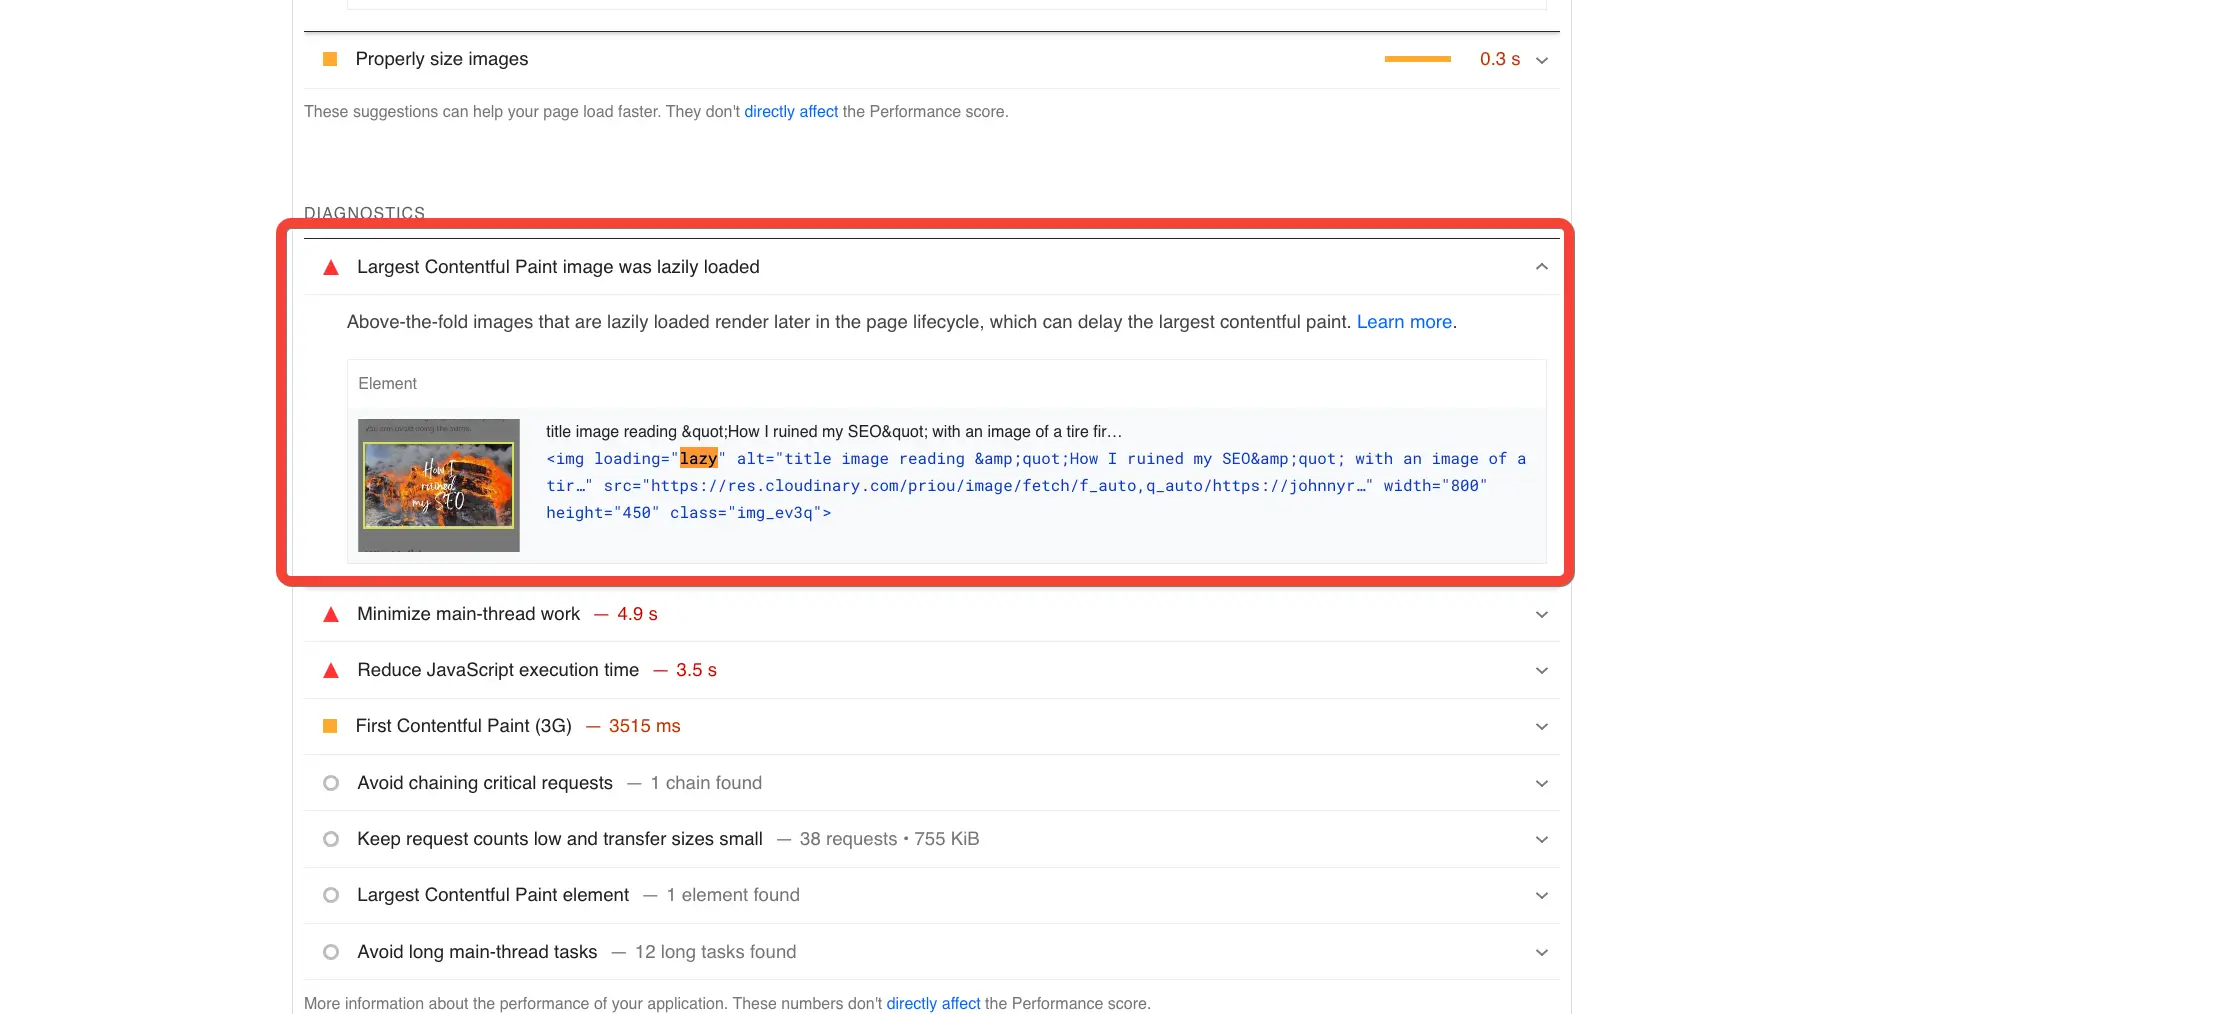 Properly size images 0.3 s
These suggestions can help your page load faster. They don't directly affect the Performance score.
DIAGNOSTICS
Largest Contentful Paint image was lazily loaded
Above-the-fold images that are lazily loaded render later in the page lifecycle, which can delay the largest contentful paint. Learn more.
Element
you can avoid doing the same.
How I
ruined
my SEO
title image reading &quot;How I ruined my SEO&quot; with an image of a tire fir…
<img loading="lazy" alt="title image reading &amp;quot;How I ruined my SEO&amp;quot; with an image of a
tir…" src="https://res.cloudinary.com/priou/image/fetch/f_auto,q_auto/https://johnnyr…" width="800"
height="450" class="img_ev3q">
Minimize main-thread work — 4.9 s
Reduce JavaScript execution time — 3.5 s
First Contentful Paint (3G) — 3515 ms
Avoid chaining critical requests — 1 chain found
Keep request counts low and transfer sizes small — 38 requests • 755 KiB
Largest Contentful Paint element — 1 element found
Avoid long main-thread tasks — 12 long tasks found
More information about the performance of your application. These numbers don't directly affect the Performance score.